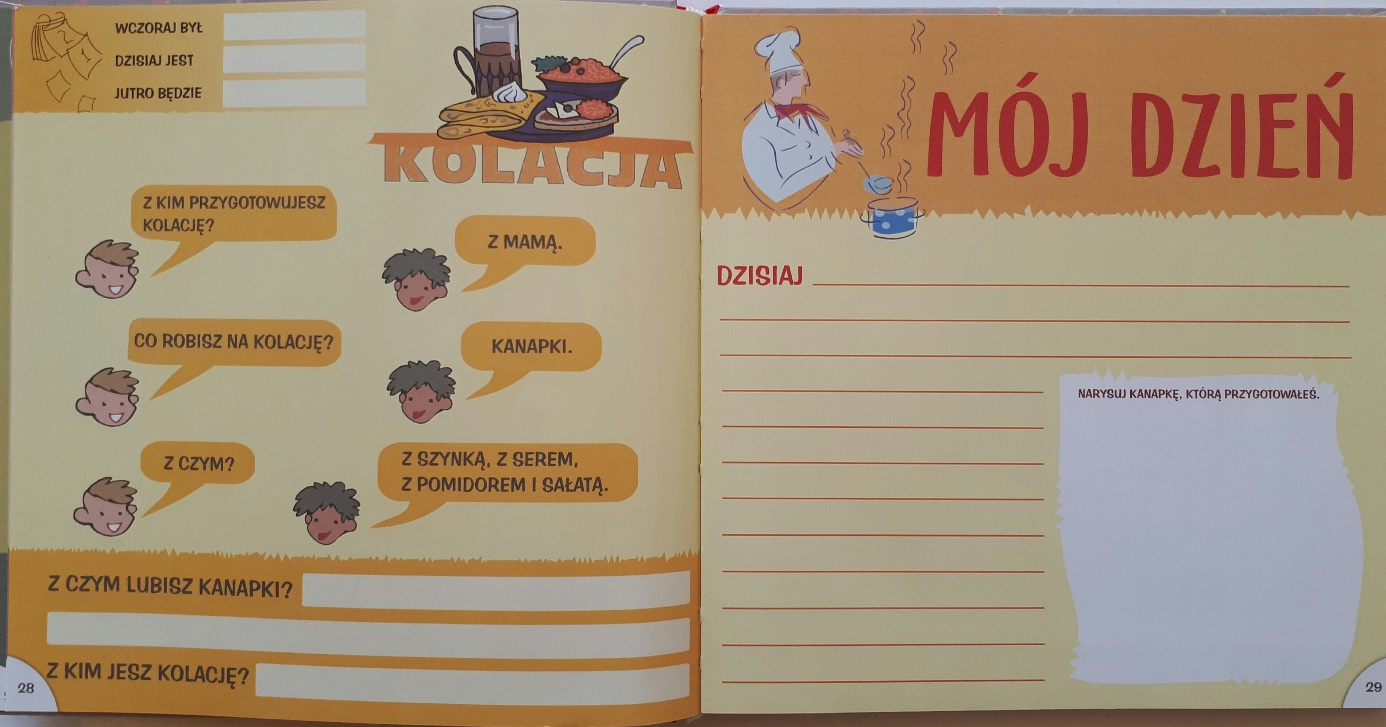 WCZORAJ BYŁ
DZISIAJ JEST
JUTRO BĘDZIE
KOLACJA
Z KIM PRZYGOTOWUJESZ
KOLACJĘ?
Z MAMĄ.
CO ROBISZ NA KOLACJĘ?
KANAPKI.
Z CZYM?
Z SZYNKĄ, Z SEREM,
Z POMIDOREM I SAŁATĄ.
Z CZYM LUBISZ KANAPKI?
Z KIM JESZ KOLACJĘ?
28
MÓJ DZIEŃ
DZISIAJ
NARYSUJ KANAPKĘ, KTÓRĄ PRZYGOTOWAŁEŚ.
29